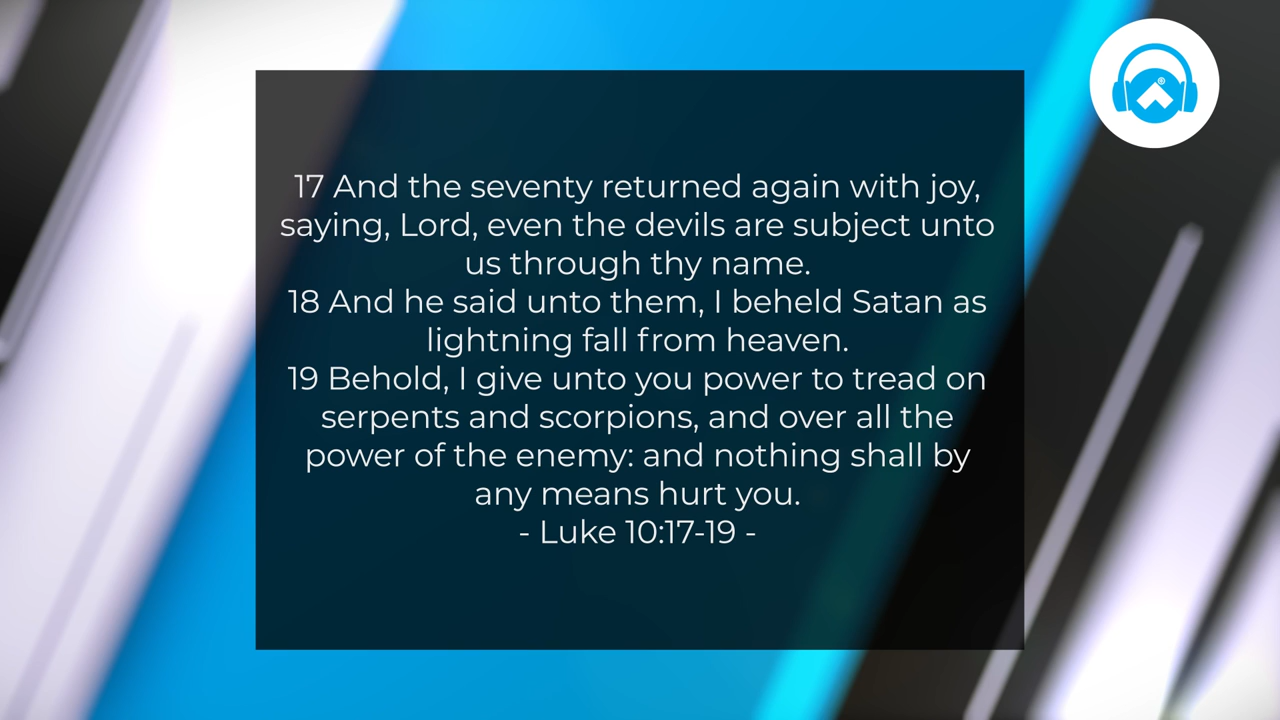 17 And the seventy returned again with joy,
saying, Lord, even the devils are subject unto
us through thy name.
18 And he said unto them, I beheld Satan as
lightning fall from heaven.
19 Behold, I give unto you power to tread on
serpents and scorpions, and over all the
power of the enemy: and nothing shall by
any means hurt you.
- Luke 10:17-19 -
®